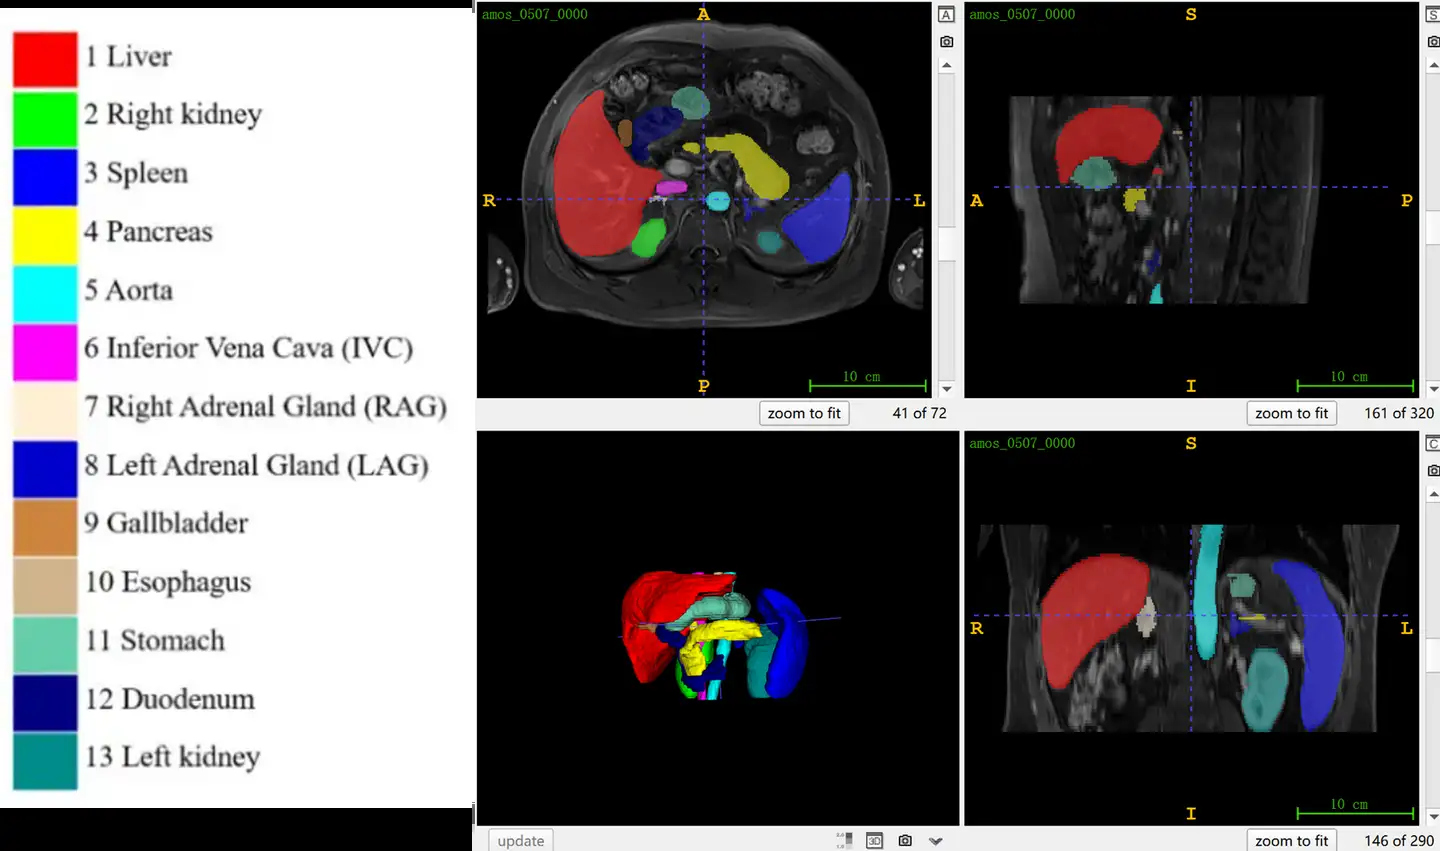 1 Liver
2 Right kidney
3 Spleen
4 Pancreas
5 Aorta
6 Inferior Vena Cava (IVC)
7 Right Adrenal Gland (RAG)
8 Left Adrenal Gland (LAG)
9 Gallbladder
10 Esophagus
11 Stomach
12 Duodenum
13 Left kidney
amos_0507_0000
A
R
L
P
10 cm
A
zoom to fit
41 of 72
amos_0507_0000
S
A
P
I
10 cm
S
zoom to fit
161 of 320
update
3D
amos_0507_0000
S
R
L
I
10 cm
C
zoom to fit
146 of 290